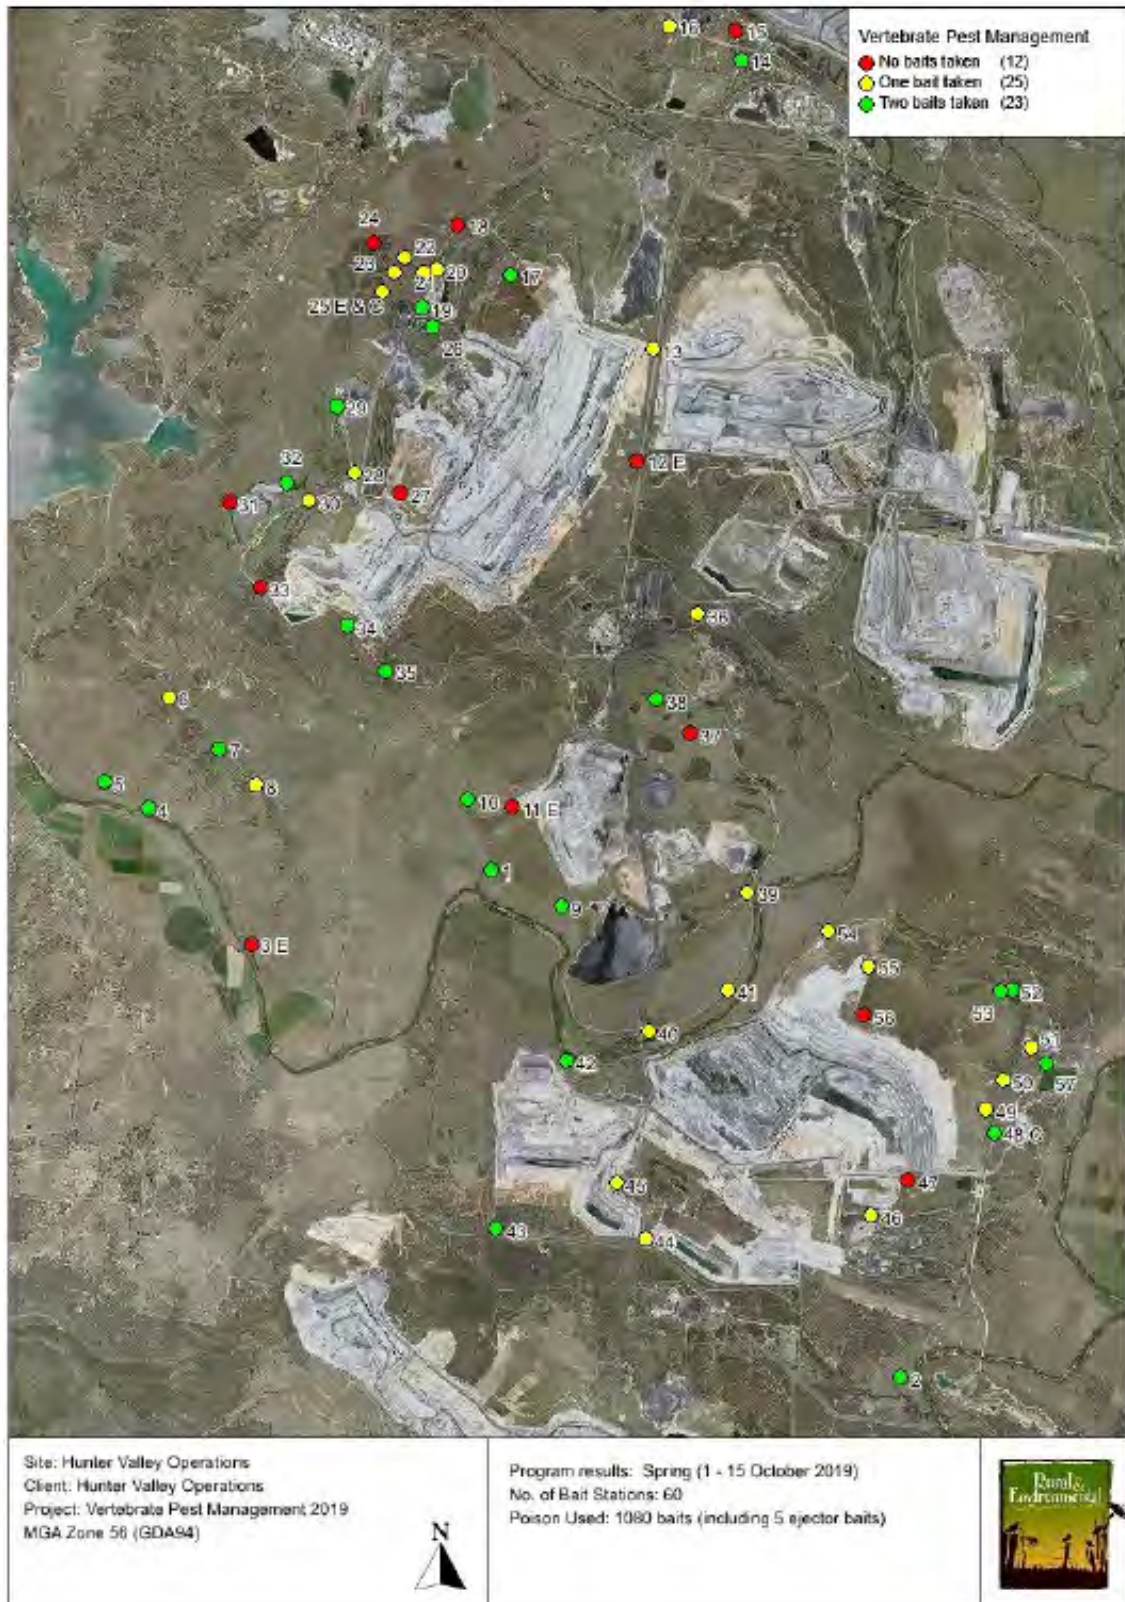 Vertebrate Pest Management
No baits taken (12)
One bait taken (25)
Two baits taken (23)
16
15
14
24
19
22
23
20
21
17
25 E & C
19
26
13
29
12 E
32
28
27
31
30
33
36
34
35
6
38
37
7
5
8
4
10
11 E
1
39
9
54
3 E
55
41
52
53
56
40
51
42
57
50
49
48 C
47
45
46
43
44
2
Site: Hunter Valley Operations
Client: Hunter Valley Operations
Project: Vertebrate Pest Management 2019
MGA Zone 56 (GDA94)
N
Program results: Spring (1 - 15 October 2019)
No. of Bait Stations: 60
Poison Used: 1080 baits (including 5 ejector baits)
Rural &
Environmental